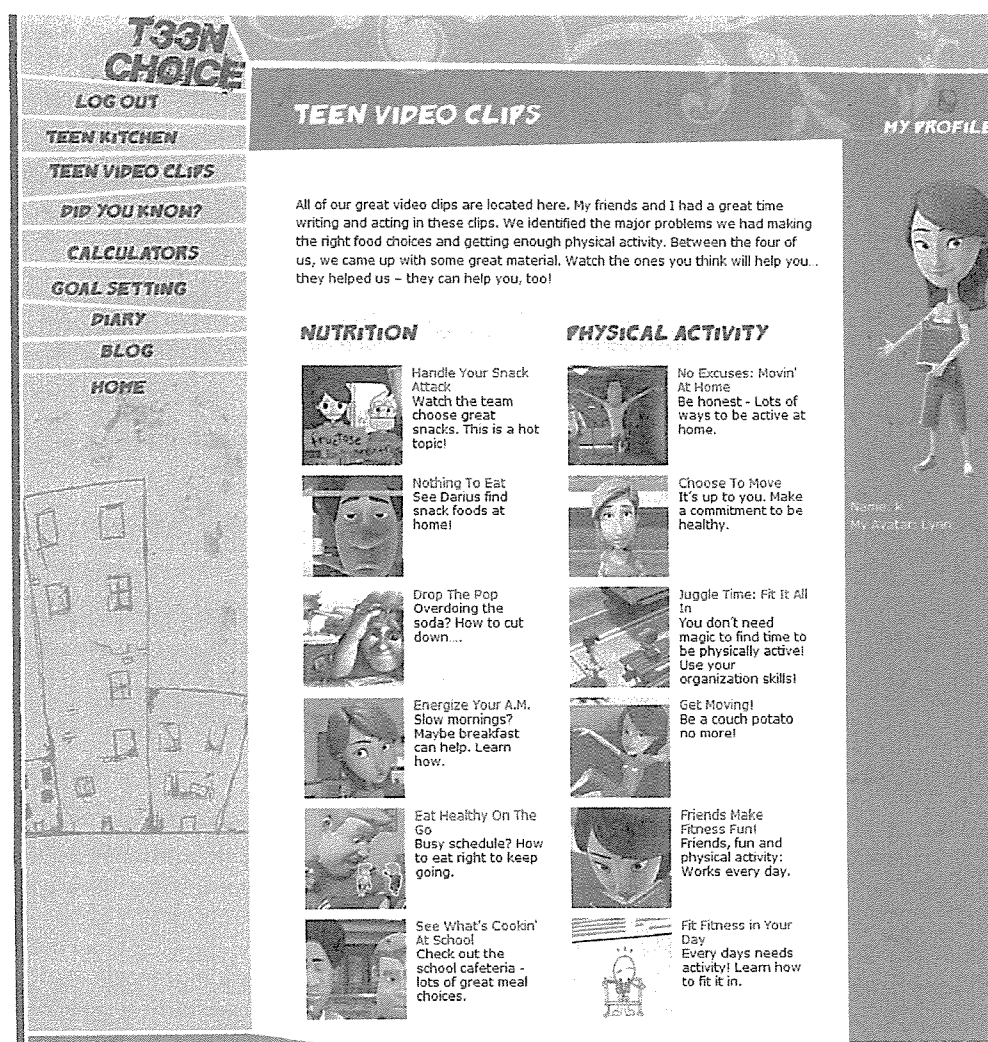 T33N
CHOICE
LOG OUT
TEEN KITCHEN
TEEN VIDEO CLIPS
DID YOU KNOW?
CALCULATORS
GOAL SETTING
DIARY
BLOG
HOME
TEEN VIDEO CLIPS
MY PROFILE
All of our great video clips are located here. My friends and I had a great time
writing and acting in these clips. We identified the major problems we had making
the right food choices and getting enough physical activity. Between the four of
us, we came up with some great material. Watch the ones you think will help you...
they helped us – they can help you, too!
NUTRITION
Handle Your Snack
Attack
Watch the team
choose great
snacks. This is a hot
topic!
fructose
Nothing To Eat
See Darius find
snack foods at
home!
Drop The Pop
Overdoing the
soda? How to cut
down....
Energize Your A.M.
Slow mornings?
Maybe breakfast
can help. Learn
how.
Eat Healthy On The
Go
Busy schedule? How
to eat right to keep
going.
See What's Cookin'
At School
Check out the
school cafeteria -
lots of great meal
choices.
PHYSICAL ACTIVITY
No Excuses: Movin'
At Home
Be honest - Lots of
ways to be active at
home.
Choose To Move
It's up to you. Make
a commitment to be
healthy.
Juggle Time: Fit It All
In
You don't need
magic to find time to
be physically active!
Use your
organization skills!
Get Moving!
Be a couch potato
no more!
Friends Make
Fitness Fun!
Friends, fun and
physical activity:
Works every day.
Fit Fitness in Your
Day
Every days needs
activity! Learn how
to fit it in.
Name: k
My Avatar: Lynn